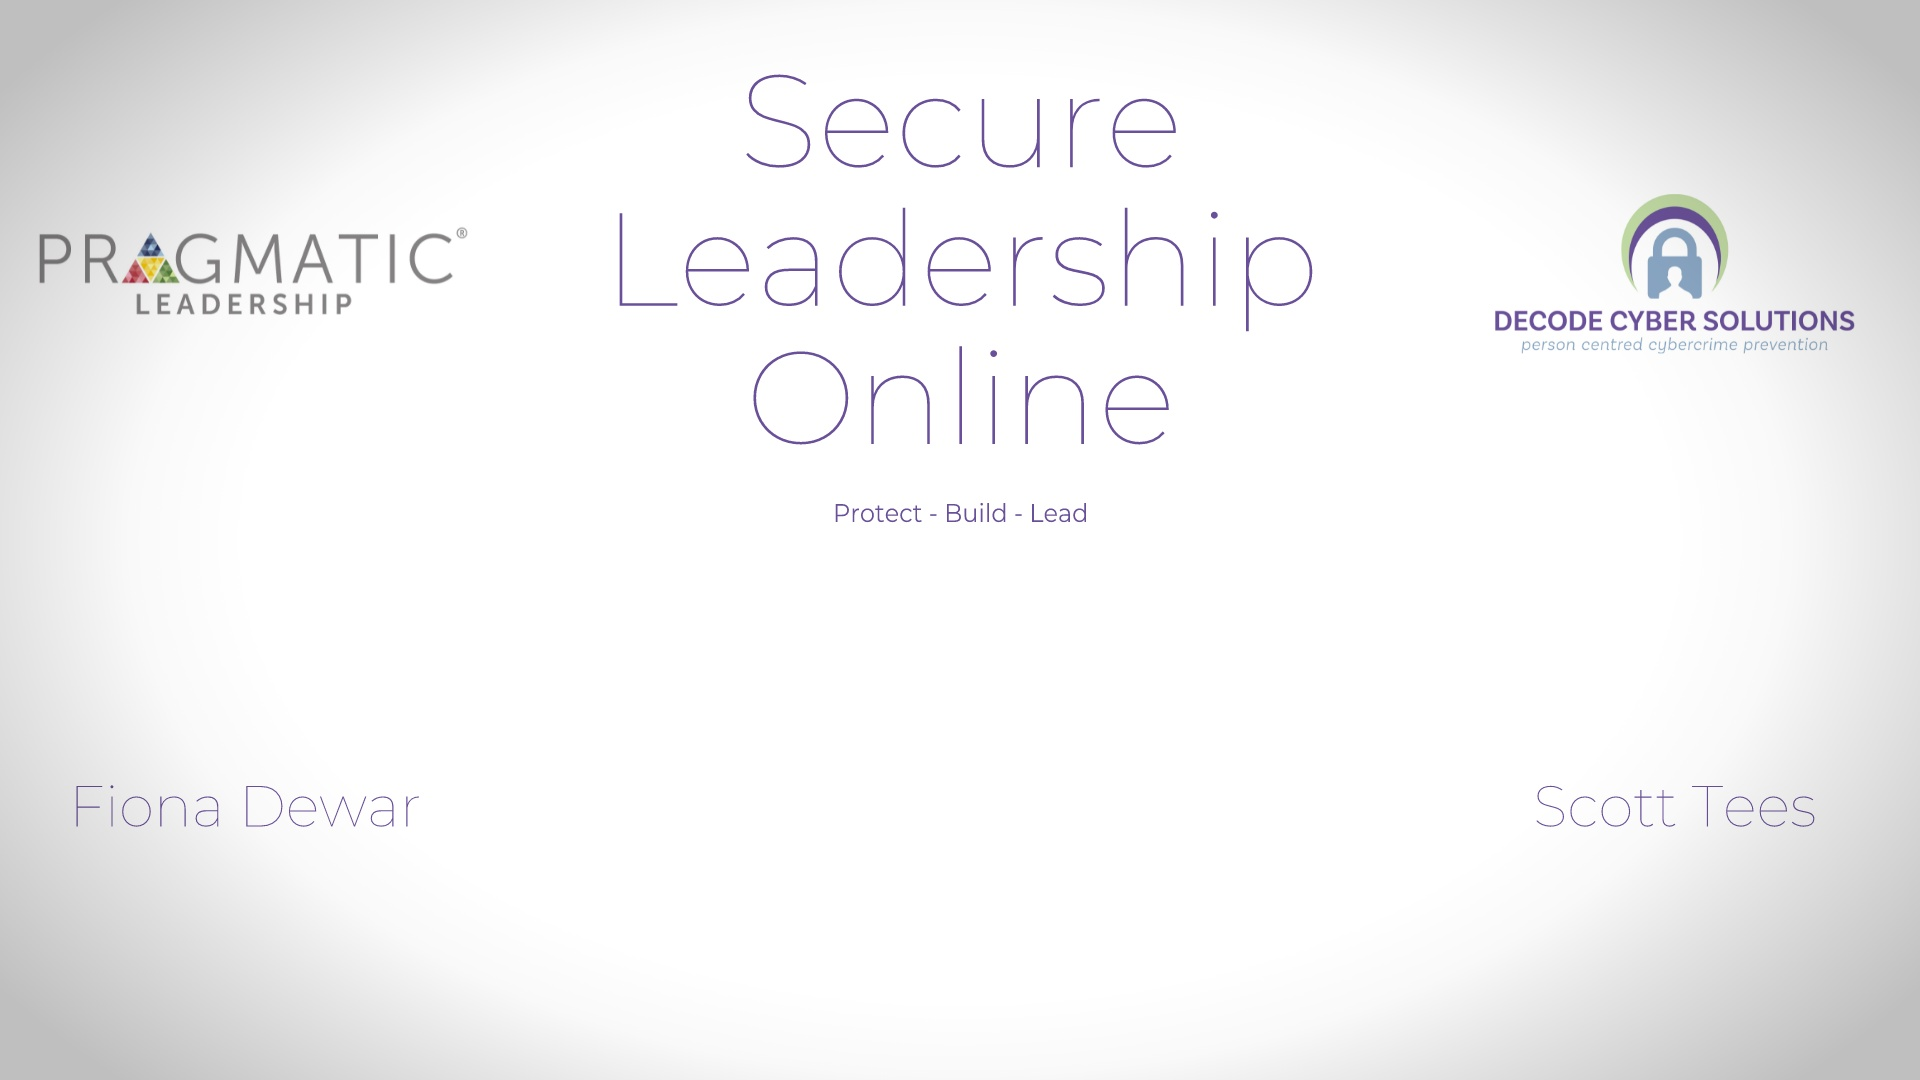 Secure
Leadership
Online
PRAGMATIC®
LEADERSHIP
DECODE CYBER SOLUTIONS
person centred cybercrime prevention
Protect - Build - Lead
Fiona Dewar
Scott Tees